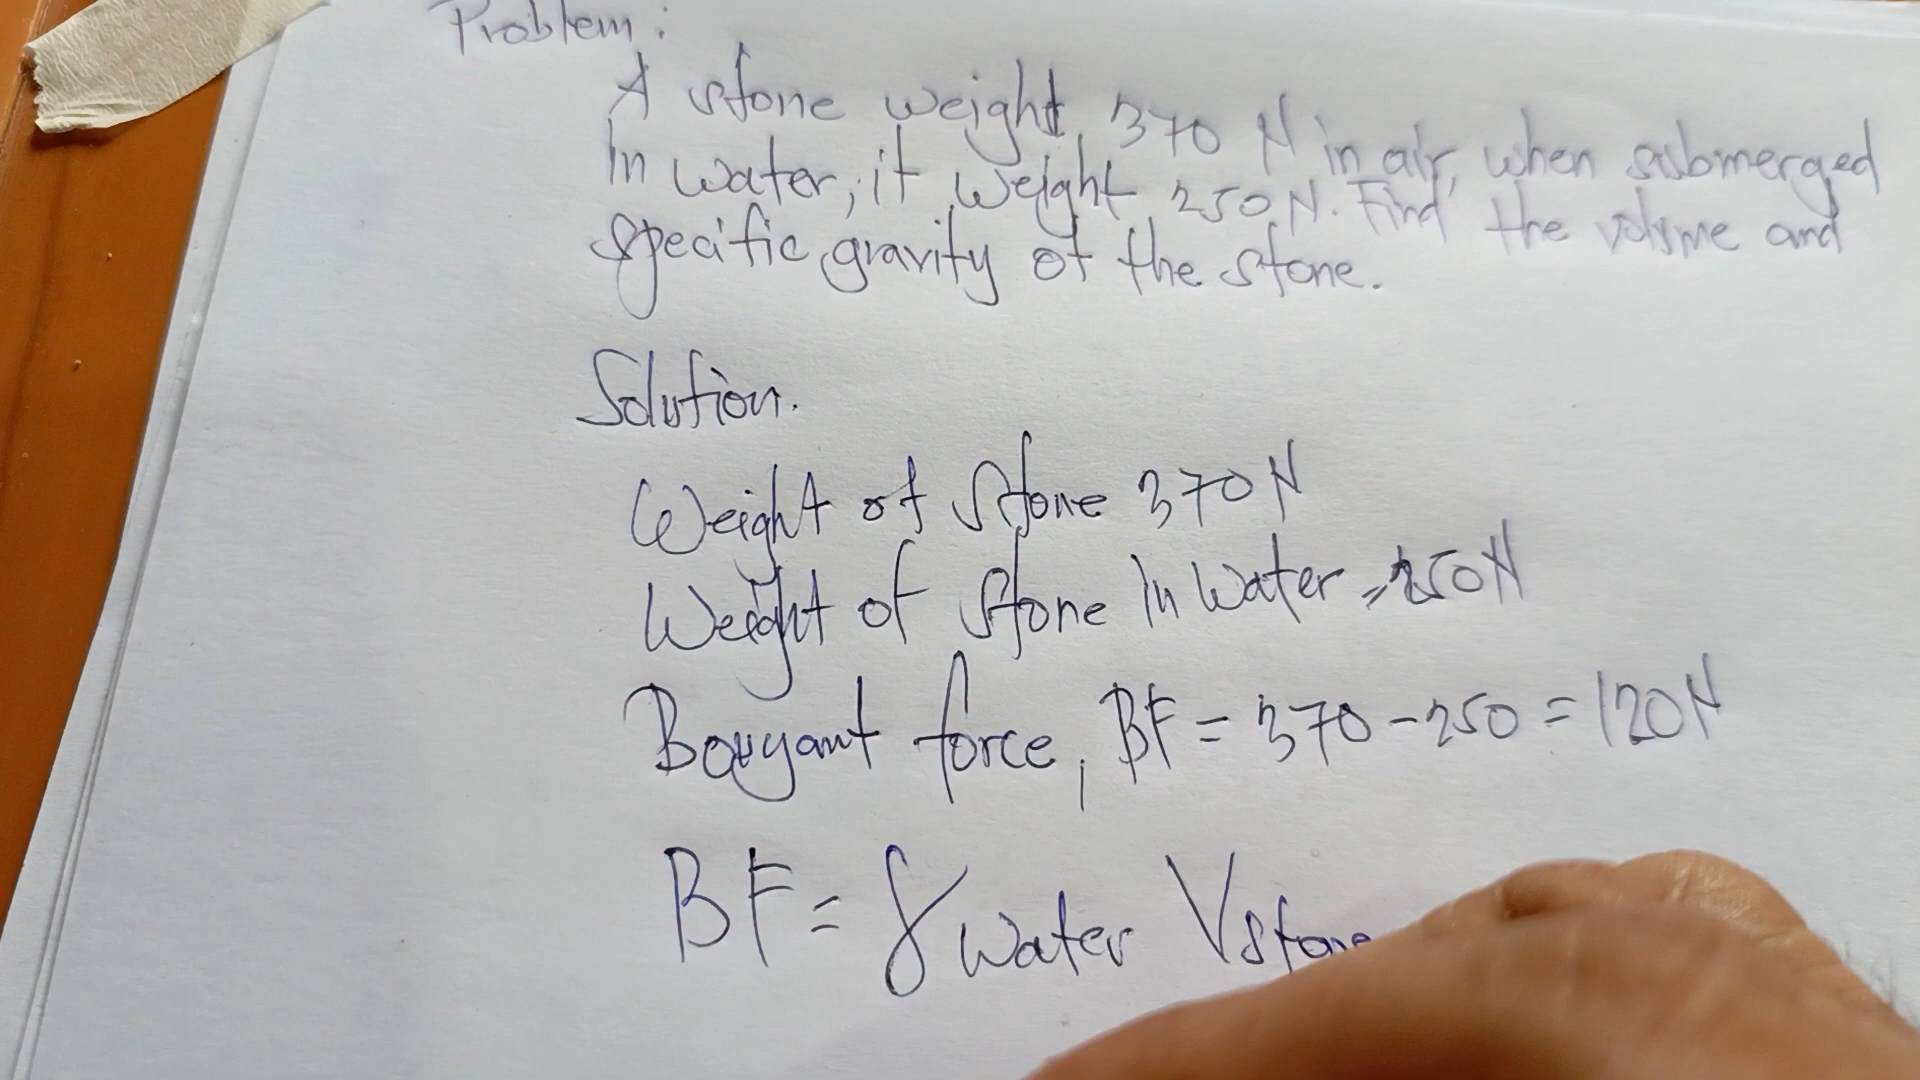 Problem:
A stone weight 370 N in air, when submerged
in water, it weight 250 N. Find the volume and
specific gravity of the stone.
Solution.
Weight of stone 370 N
Weight of stone in water = 250 N
Bouyant force, BF = 370 - 250 = 120 N
BF = γ water V stone